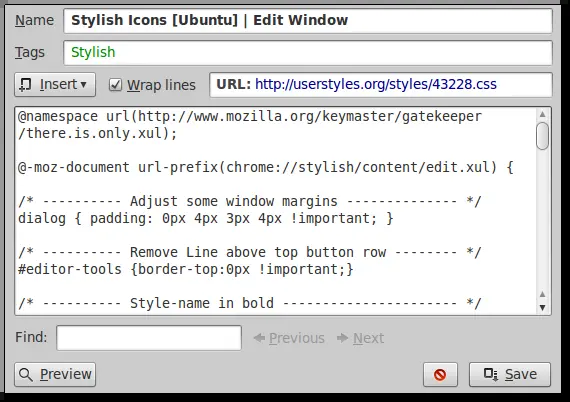 Name Stylish Icons [Ubuntu] | Edit Window
Tags Stylish
Insert Wrap lines URL: http://userstyles.org/styles/43228.css
@namespace url(http://www.mozilla.org/keymaster/gatekeeper
/there.is.only.xul);
@-moz-document url-prefix(chrome://stylish/content/edit.xul) {
/* ---------- Adjust some window margins -------------- */
dialog { padding: 0px 4px 3px 4px !important; }
/* ---------- Remove Line above top button row -------- */
#editor-tools {border-top:0px !important;}
/* ---------- Style-name in bold ---------------------- */
Find: Previous Next
Preview Save